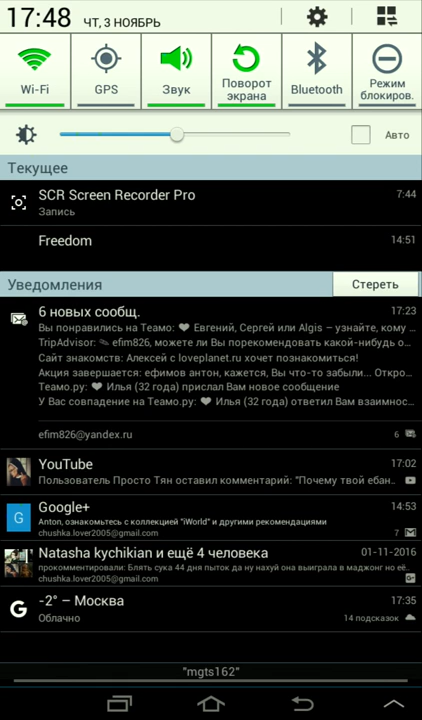 17:48 ЧТ, 3 НОЯБРЬ
Wi-Fi
GPS
Звук
Поворот
экрана
Bluetooth
Режим
блокиров.
Авто
Текущее
SCR Screen Recorder Pro 7:44
Запись
Freedom 14:51
Уведомления Стереть
6 новых сообщ. 17:23
Вы понравились на Теамо: ❤ Евгений, Сергей или Algis – узнайте, кому ...
TripAdvisor: ✎ efim826, можете ли Вы порекомендовать какой-нибудь о...
Сайт знакомств: Алексей с loveplanet.ru хочет познакомиться!
Акция завершается: ефимов антон, кажется, Вы что-то забыли... Откро...
Теамо.ру: ❤ Илья (32 года) прислал Вам новое сообщение
У Вас совпадение на Теамо.ру: ❤ Илья (32 года) ответил Вам взаимнос...
efim826@yandex.ru 6
YouTube 17:02
Пользователь Просто Тян оставил комментарий: "Почему твой ебан..
G Google+ 14:53
Anton, ознакомьтесь с коллекцией "iWorld" и другими рекомендациями
chushka.lover2005@gmail.com 7
Natasha kychikian и ещё 4 человека 01-11-2016
прокомментировали: Блять сука 44 дня пыток да ну нахуй она выиграла в маджонг но её..
chushka.lover2005@gmail.com
G -2° – Москва 17:35
Облачно 14 подсказок
"mgts162"